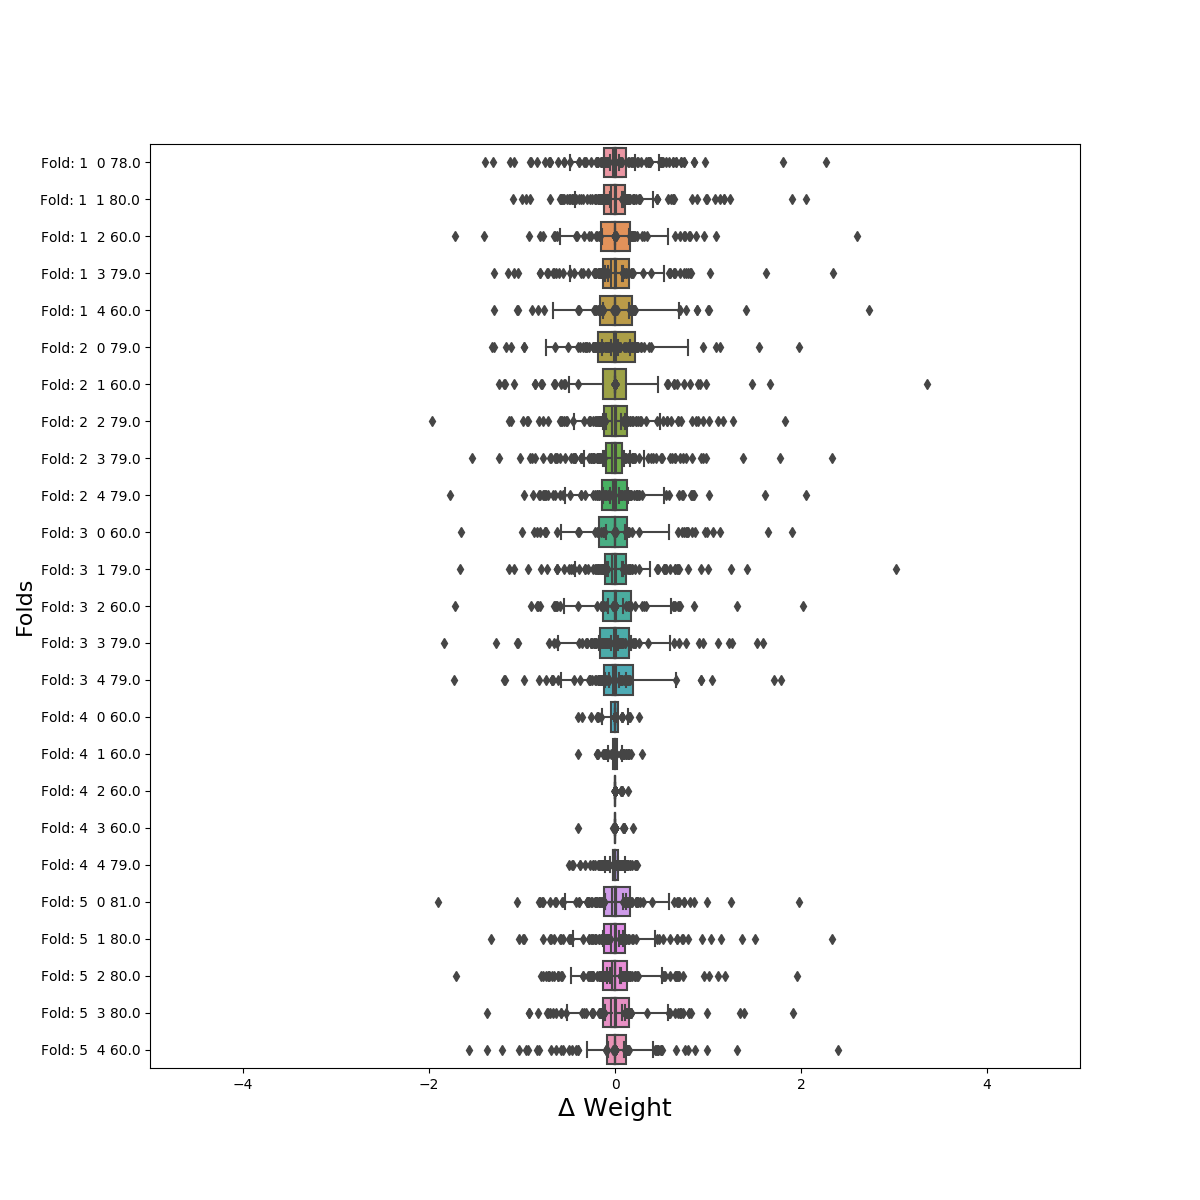 Fold: 1  0 78.0
Fold: 1  1 80.0
Fold: 1  2 60.0
Fold: 1  3 79.0
Fold: 1  4 60.0
Fold: 2  0 79.0
Fold: 2  1 60.0
Fold: 2  2 79.0
Fold: 2  3 79.0
Fold: 2  4 79.0
Fold: 3  0 60.0
Fold: 3  1 79.0
Fold: 3  2 60.0
Fold: 3  3 79.0
Fold: 3  4 79.0
Fold: 4  0 60.0
Fold: 4  1 60.0
Fold: 4  2 60.0
Fold: 4  3 60.0
Fold: 4  4 79.0
Fold: 5  0 81.0
Fold: 5  1 80.0
Fold: 5  2 80.0
Fold: 5  3 80.0
Fold: 5  4 60.0
Folds
−4 −2 0 2 4
Δ Weight